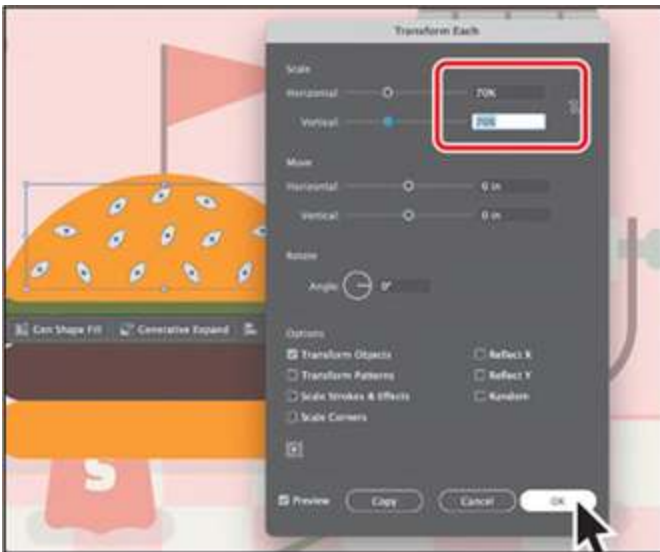 Transform Each
Scale
Horizontal 70%
Vertical 70%
Move
Horizontal 0 in
Vertical 0 in
Rotate
Angle 0°
Gen Shape Fill Generative Expand
Options
Transform Objects Reflect X
Transform Patterns Reflect Y
Scale Strokes & Effects Random
Scale Corners
S
Preview Copy Cancel OK